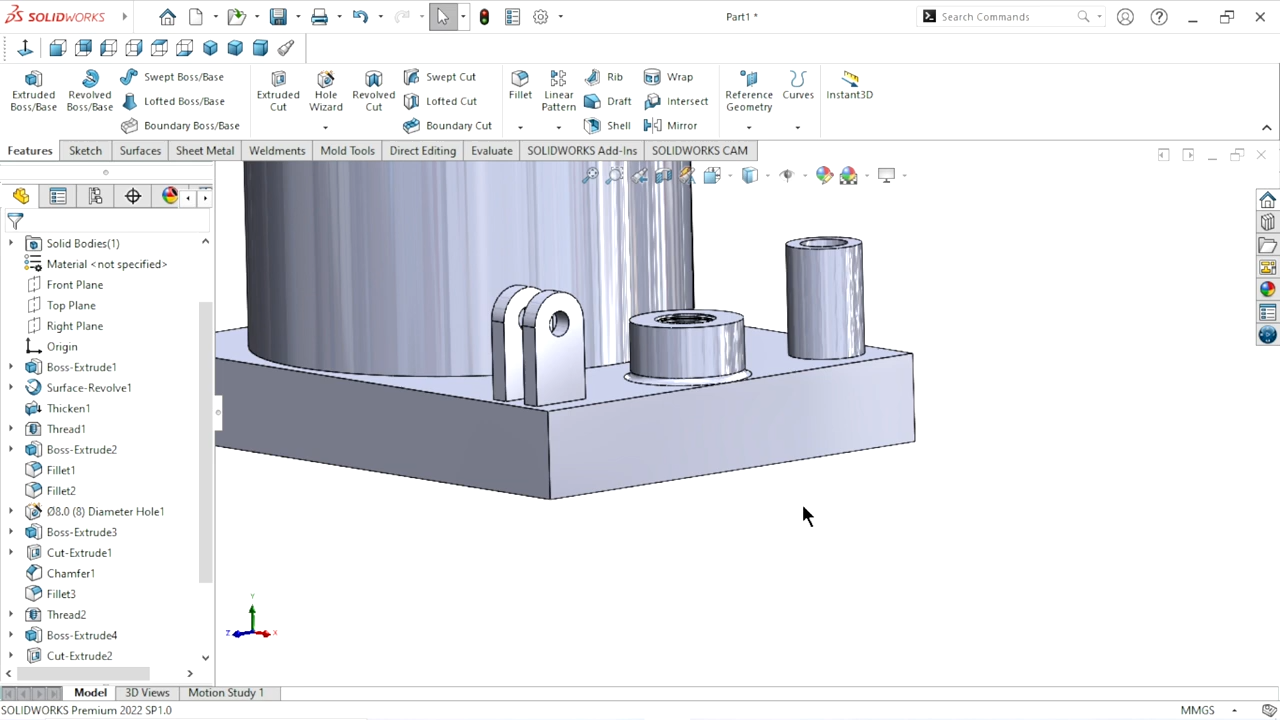 SOLIDWORKS
Part1 *
Search Commands
Extruded Boss/Base
Revolved Boss/Base
Swept Boss/Base
Lofted Boss/Base
Boundary Boss/Base
Extruded Cut
Hole Wizard
Revolved Cut
Swept Cut
Lofted Cut
Boundary Cut
Fillet
Linear Pattern
Rib
Draft
Shell
Wrap
Intersect
Mirror
Reference Geometry
Curves
Instant3D
Features
Sketch
Surfaces
Sheet Metal
Weldments
Mold Tools
Direct Editing
Evaluate
SOLIDWORKS Add-Ins
SOLIDWORKS CAM
Solid Bodies(1)
Material <not specified>
Front Plane
Top Plane
Right Plane
Origin
Boss-Extrude1
Surface-Revolve1
Thicken1
Thread1
Boss-Extrude2
Fillet1
Fillet2
Ø8.0 (8) Diameter Hole1
Boss-Extrude3
Cut-Extrude1
Chamfer1
Fillet3
Thread2
Boss-Extrude4
Cut-Extrude2
Y
Z
X
Model
3D Views
Motion Study 1
SOLIDWORKS Premium 2022 SP1.0
MMGS